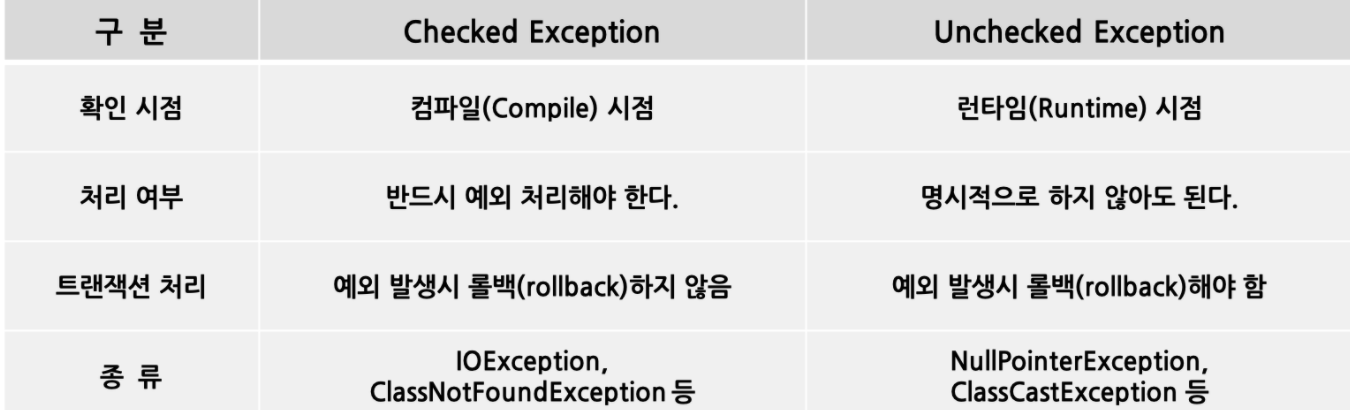 구 분 Checked Exception Unchecked Exception
확인 시점 컴파일(Compile) 시점 런타임(Runtime) 시점
처리 여부 반드시 예외 처리해야 한다. 명시적으로 하지 않아도 된다.
트랜잭션 처리 예외 발생시 롤백(rollback)하지 않음 예외 발생시 롤백(rollback)해야 함
종 류 IOException, NullPointerException,
ClassNotFoundException 등 ClassCastException 등